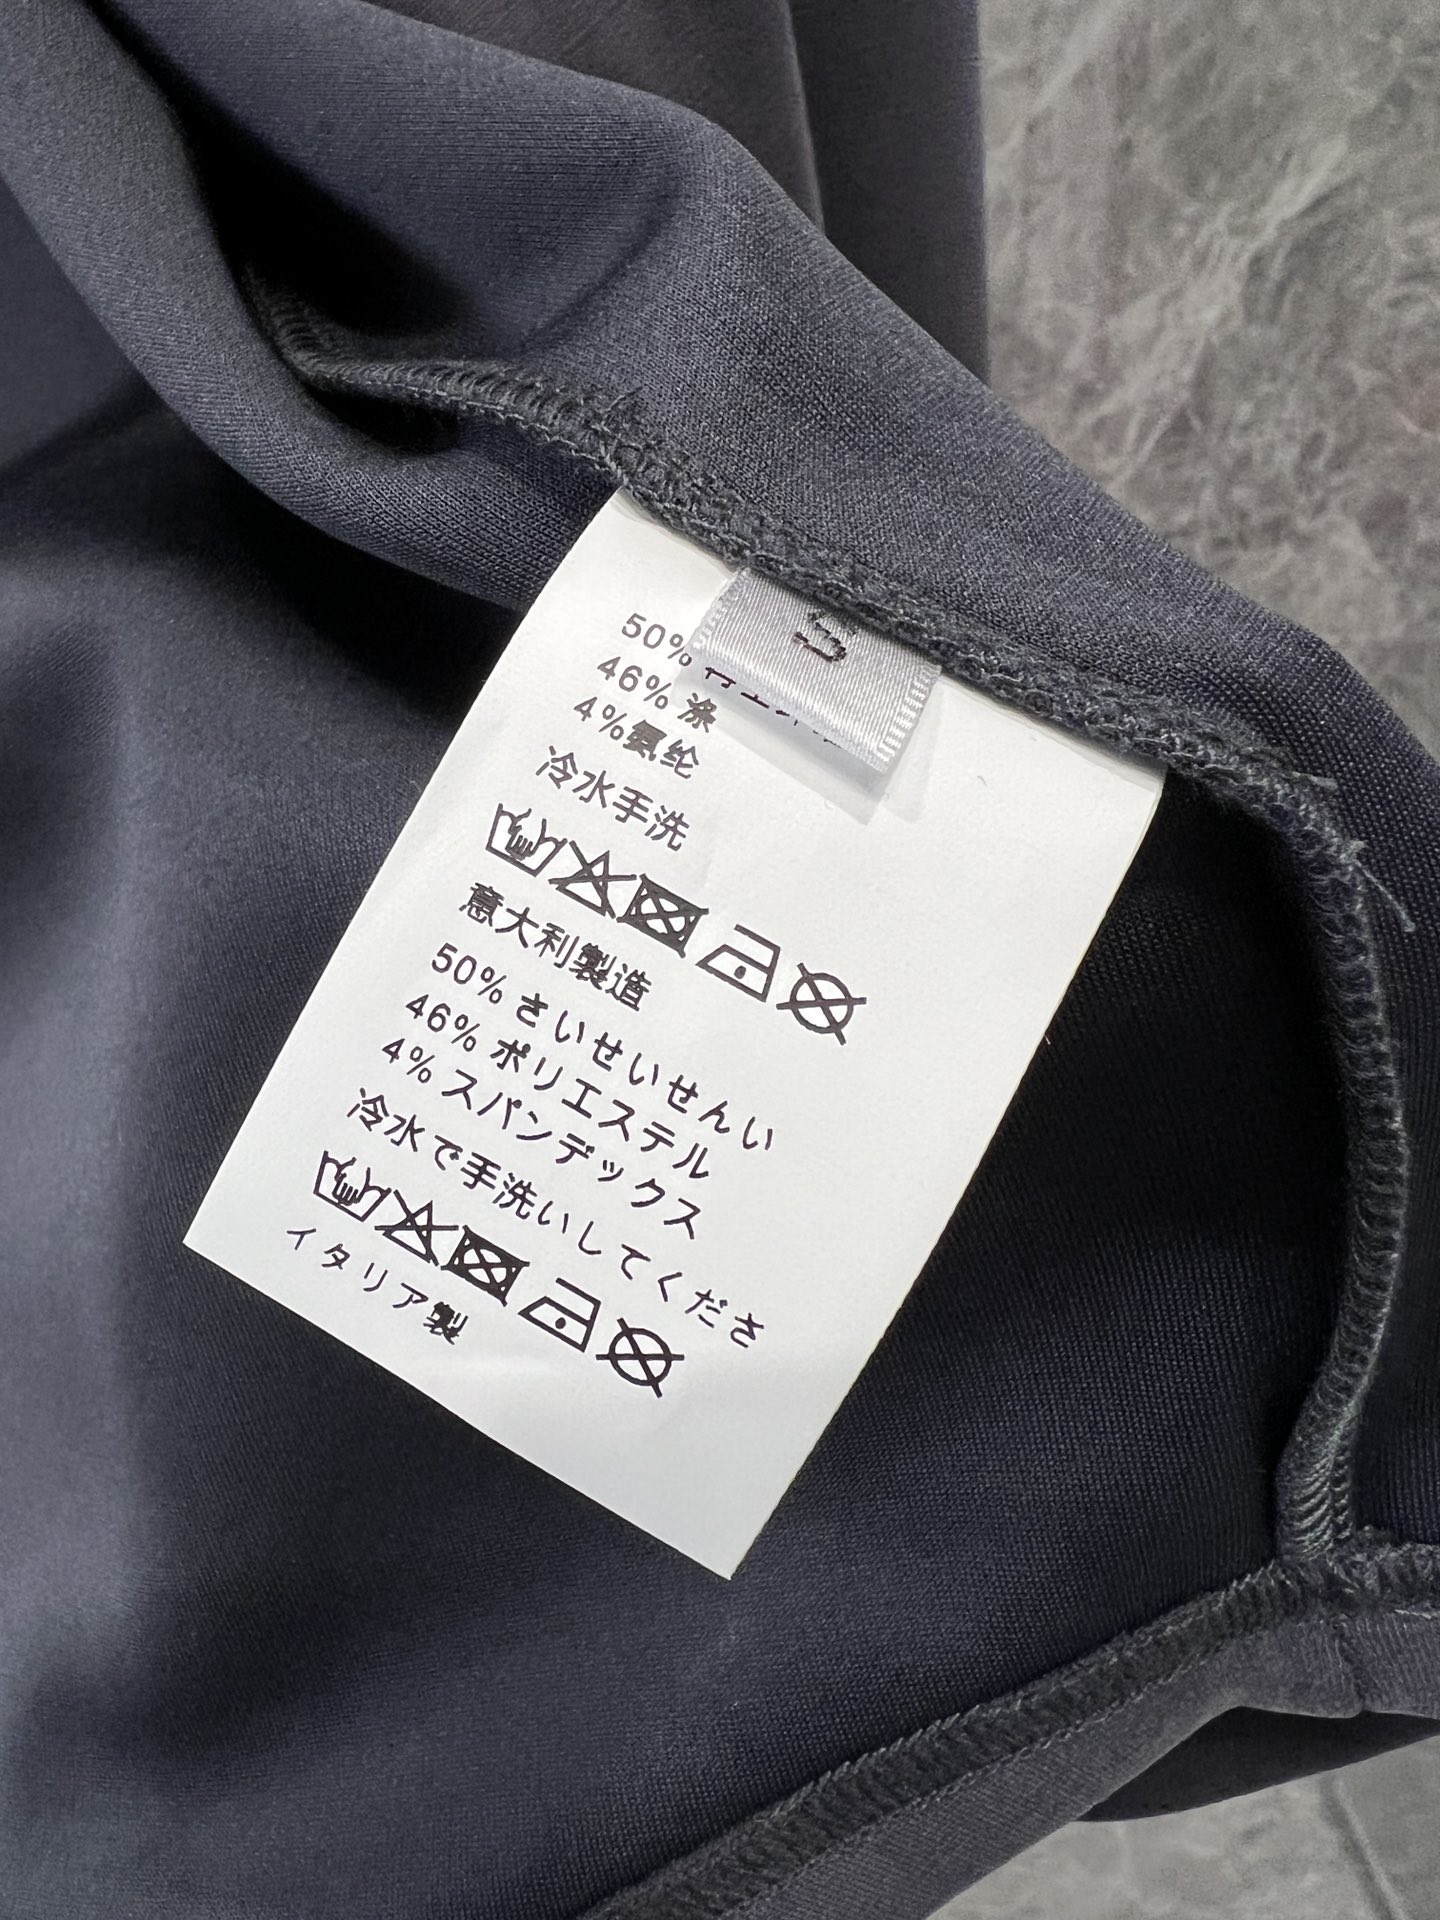 S
50%
46% 涤
4%氨纶
冷水手洗
意大利製造
50% さいせいせんい
46% ポリエステル
4% スパンデックス
冷水で手洗いしてくださ
イタリア製